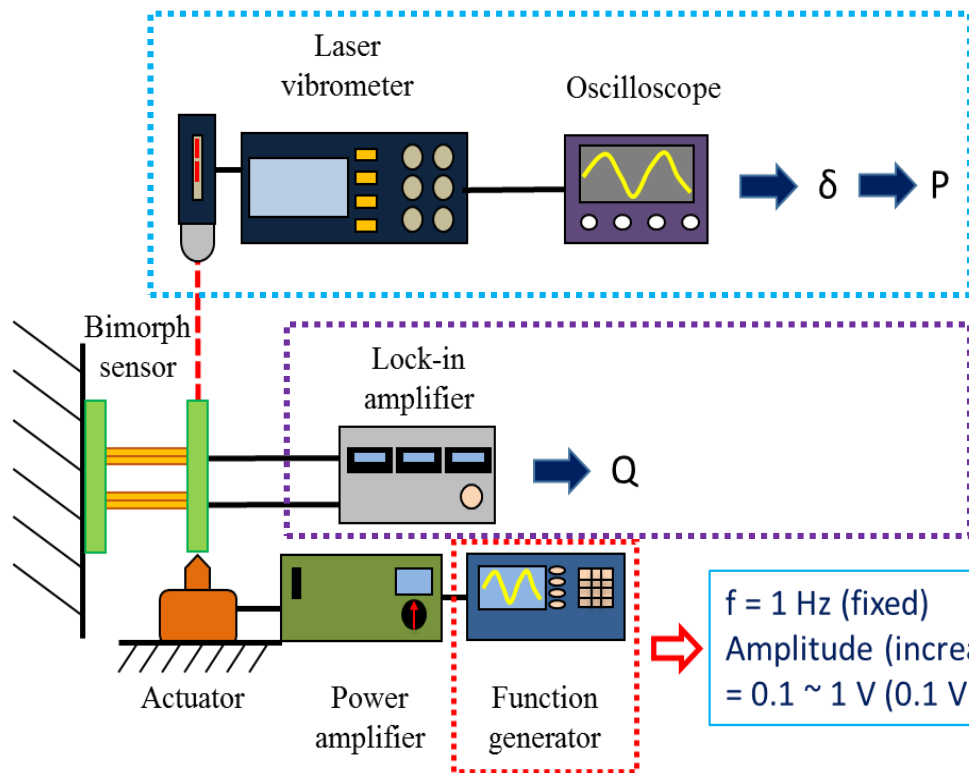 Laser
vibrometer
Oscilloscope
δ
P
Bimorph
sensor
Lock-in
amplifier
Q
f = 1 Hz (fixed)
Amplitude (increa
= 0.1 ~ 1 V (0.1 V
Actuator
Power
amplifier
Function
generator